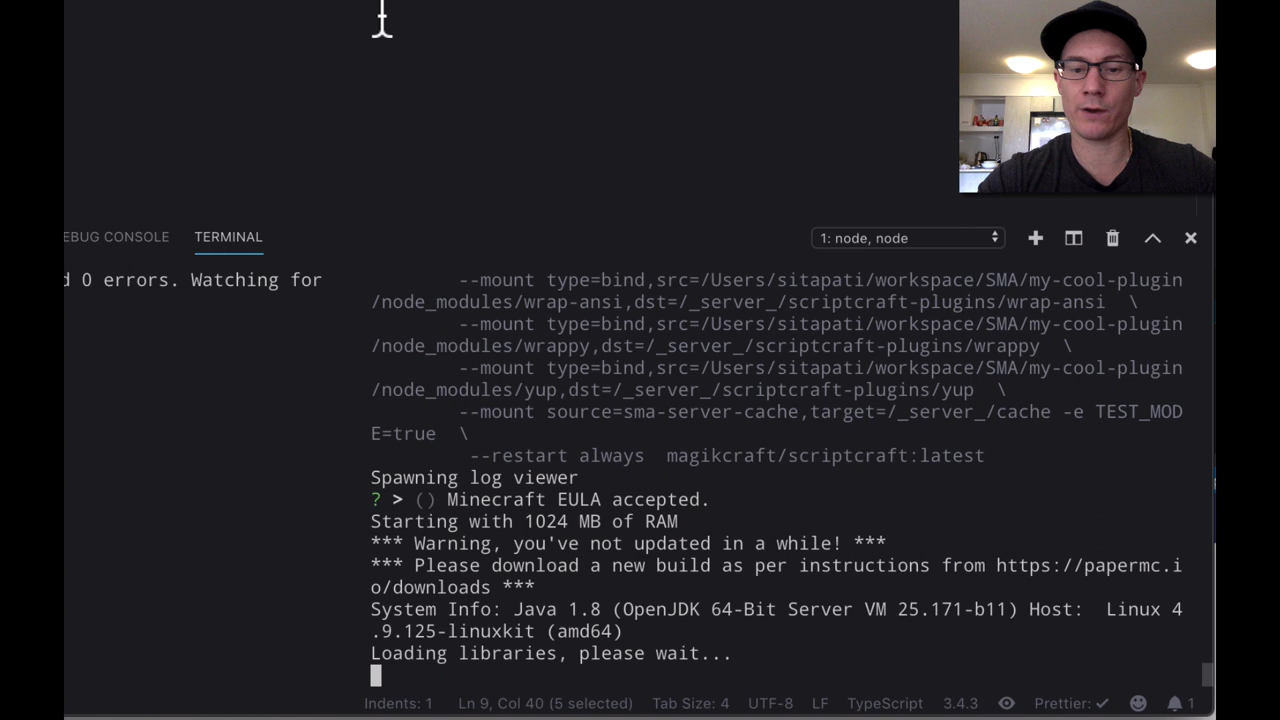 EBUG CONSOLE TERMINAL 1: node, node
d 0 errors. Watching for
--mount type=bind,src=/Users/sitapati/workspace/SMA/my-cool-plugin
/node_modules/wrap-ansi,dst=/_server_/scriptcraft-plugins/wrap-ansi \
--mount type=bind,src=/Users/sitapati/workspace/SMA/my-cool-plugin
/node_modules/wrappy,dst=/_server_/scriptcraft-plugins/wrappy \
--mount type=bind,src=/Users/sitapati/workspace/SMA/my-cool-plugin
/node_modules/yup,dst=/_server_/scriptcraft-plugins/yup \
--mount source=sma-server-cache,target=/_server_/cache -e TEST_MOD
E=true \
--restart always magikcraft/scriptcraft:latest
Spawning log viewer
? > () Minecraft EULA accepted.
Starting with 1024 MB of RAM
*** Warning, you've not updated in a while! ***
*** Please download a new build as per instructions from https://papermc.i
o/downloads ***
System Info: Java 1.8 (OpenJDK 64-Bit Server VM 25.171-b11) Host: Linux 4
.9.125-linuxkit (amd64)
Loading libraries, please wait...
Indents: 1 Ln 9, Col 40 (5 selected) Tab Size: 4 UTF-8 LF TypeScript 3.4.3 Prettier: ✓ 1